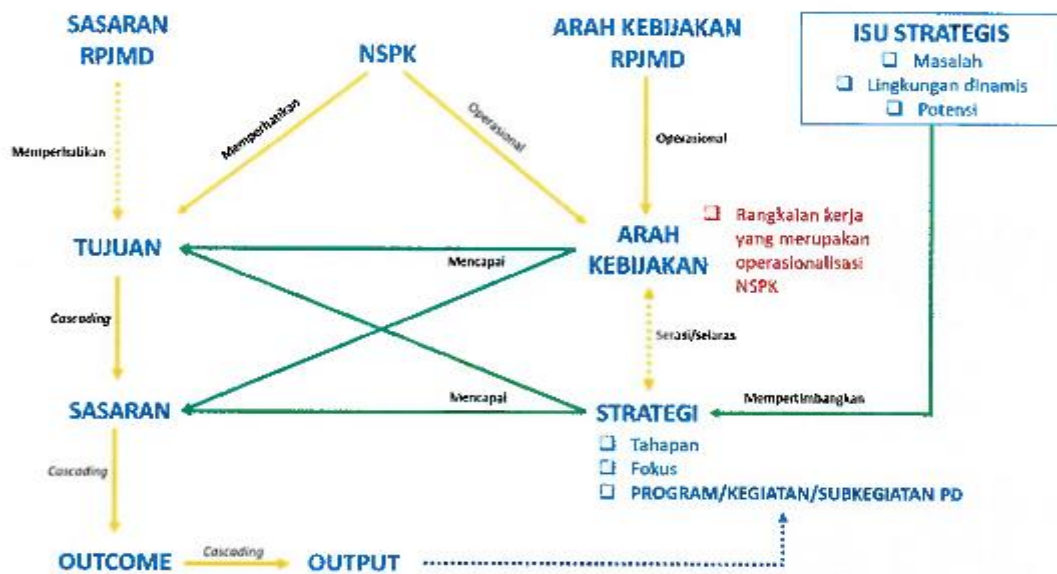 SASARAN
RPJMD
NSPK
ARAH KEBIJAKAN
RPJMD
ISU STRATEGIS
Masalah
Lingkungan dinamis
Potensi
Memperhatikan
Memperhatikan
Operasional
Operasional
TUJUAN
Mencapai
ARAH
KEBIJAKAN
Rangkaian kerja
yang merupakan
operasionalisasi
NSPK
Cascading
Serasi/selaras
SASARAN
Mencapai
STRATEGI
Mempertimbangkan
Tahapan
Fokus
PROGRAM/KEGIATAN/SUBKEGIATAN PD
Cascading
OUTCOME
Cascading
OUTPUT